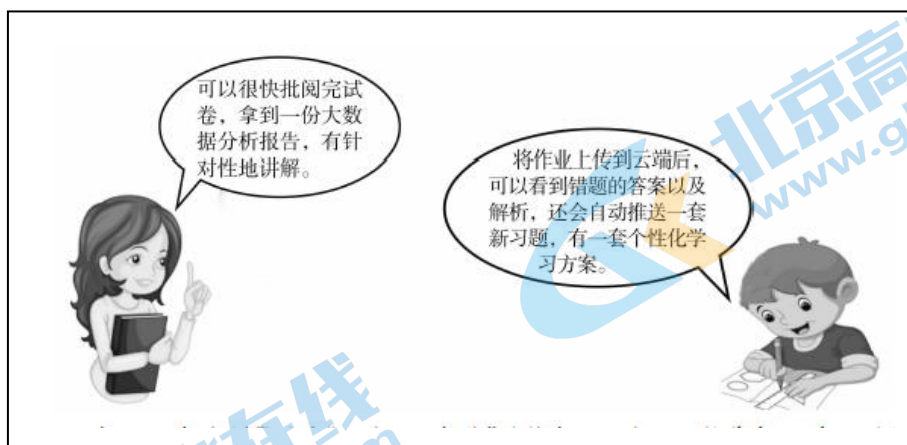 可以很快批阅完试
卷，拿到一份大数
据分析报告，有针
对性地讲解。
将作业上传到云端后，
可以看到错题的答案以及
解析，还会自动推送一套
新习题，有一套个性化学
习方案。
北京高
www.g
在线